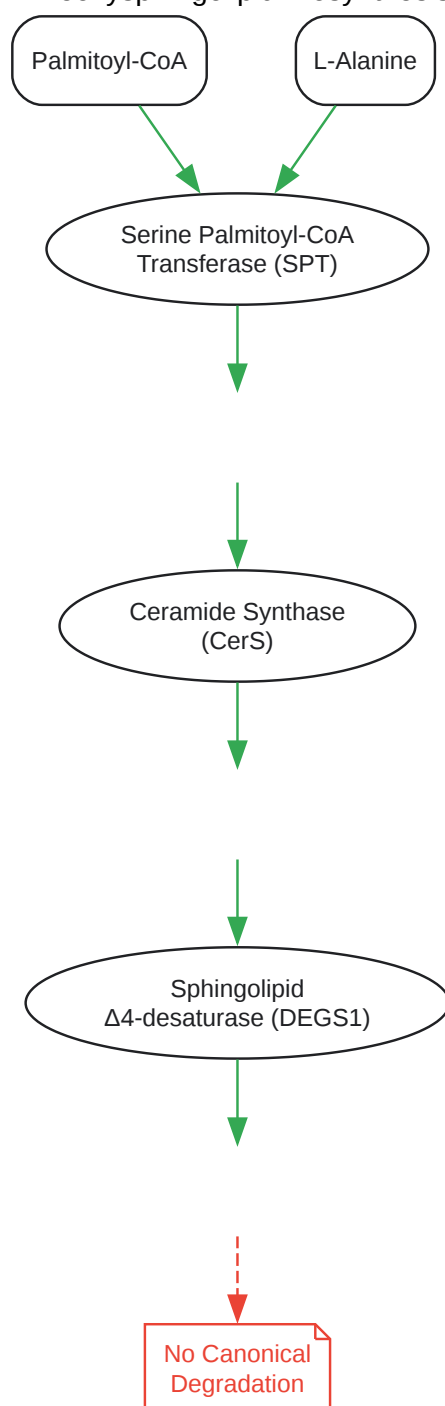 Palmitoyl-CoA
L-Alanine
Serine Palmitoyl-CoA
Transferase (SPT)
Ceramide Synthase
(CerS)
Sphingolipid
Δ4-desaturase (DEGS1)
No Canonical
Degradation